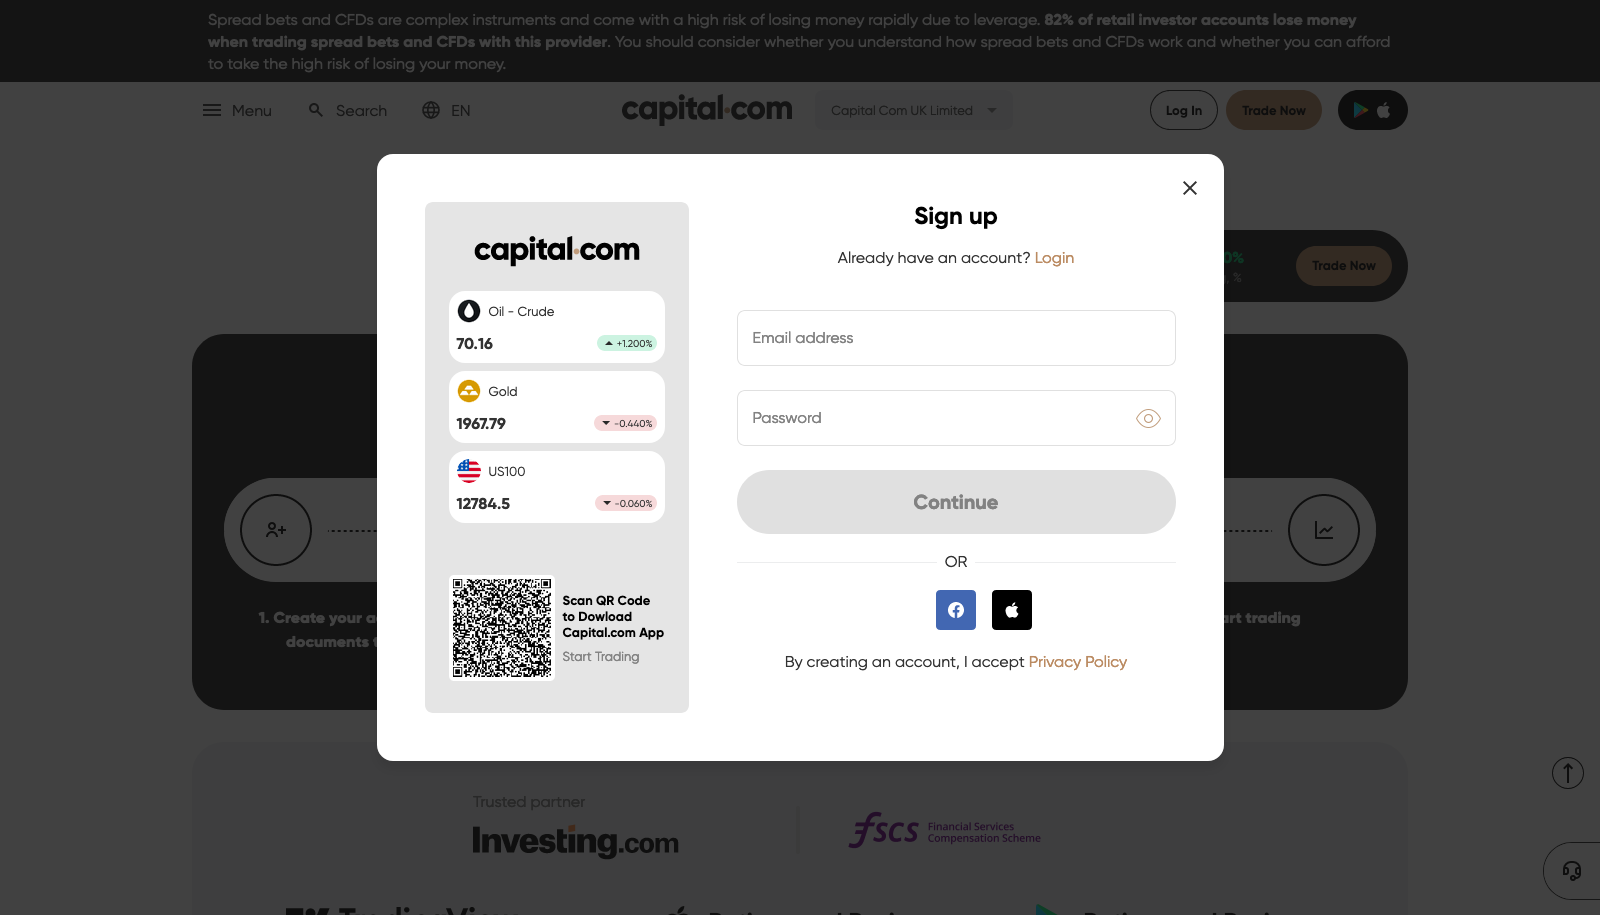 Spread bets and CFDs are complex instruments and come with a high risk of losing money rapidly due to leverage. 82% of retail investor accounts lose money
when trading spread bets and CFDs with this provider. You should consider whether you understand how spread bets and CFDs work and whether you can afford
to take the high risk of losing your money.
Menu
Search
EN
capital.com
Capital Com UK Limited
Log In
Trade Now
capital.com
Oil - Crude
70.16
+1.200%
Gold
1967.79
-0.440%
US100
12784.5
-0.060%
Scan QR Code
to Dowload
Capital.com App
Start Trading
Sign up
Already have an account? Login
Email address
Password
Continue
OR
By creating an account, I accept Privacy Policy
0%
%
Trade Now
1. Create your a
documents t
rt trading
Trusted partner
Investing.com
fscs
Financial Services
Compensation Scheme